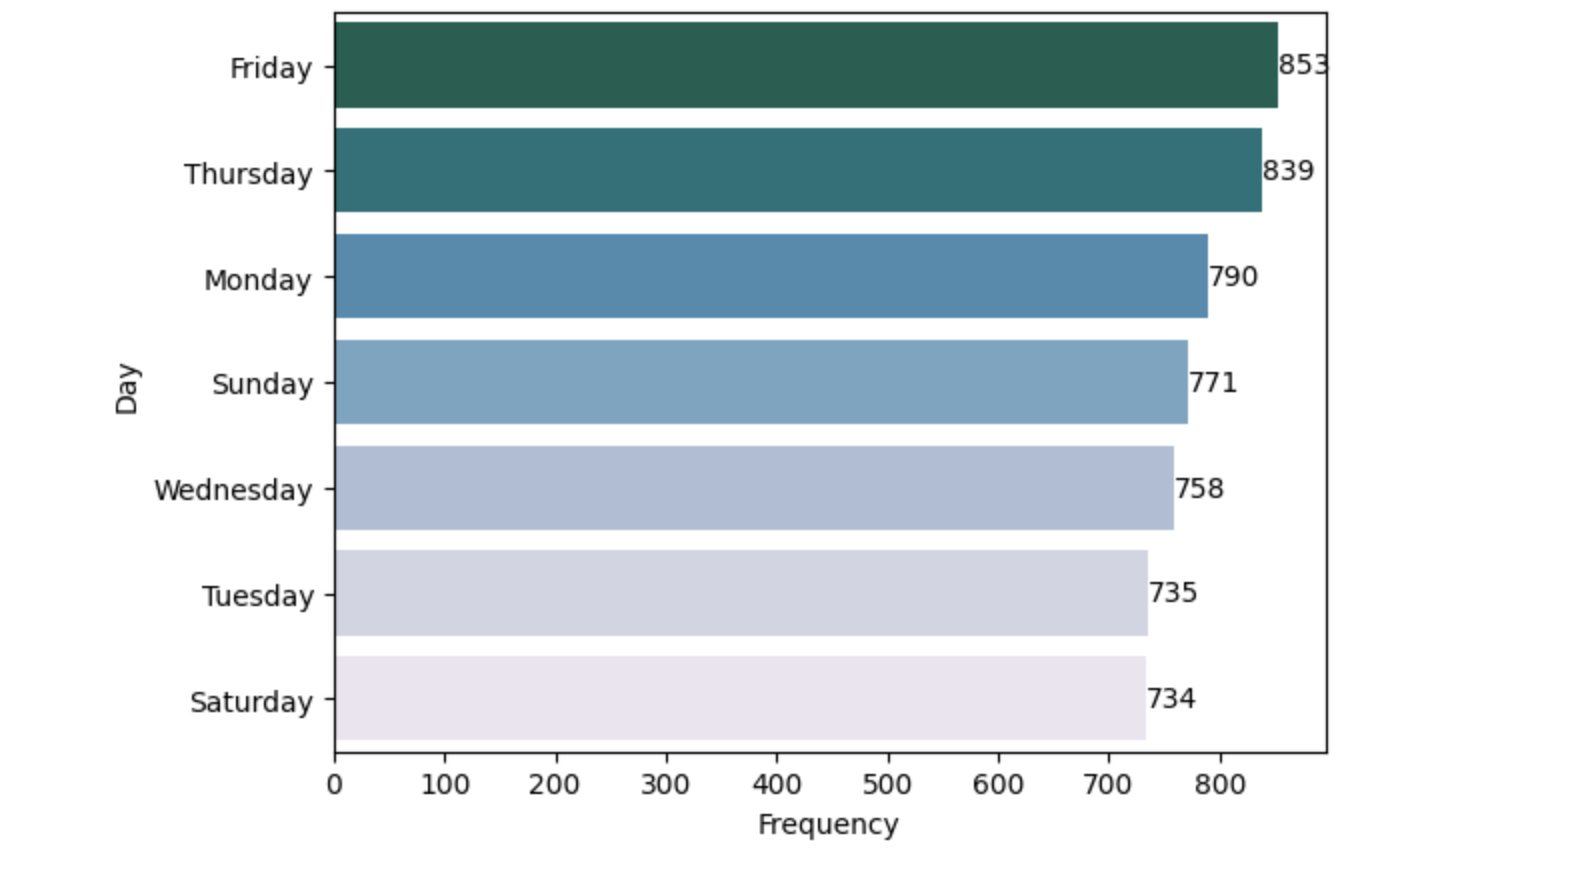 Friday 853
Thursday 839
Monday 790
Sunday 771
Wednesday 758
Tuesday 735
Saturday 734
Day
0 100 200 300 400 500 600 700 800
Frequency